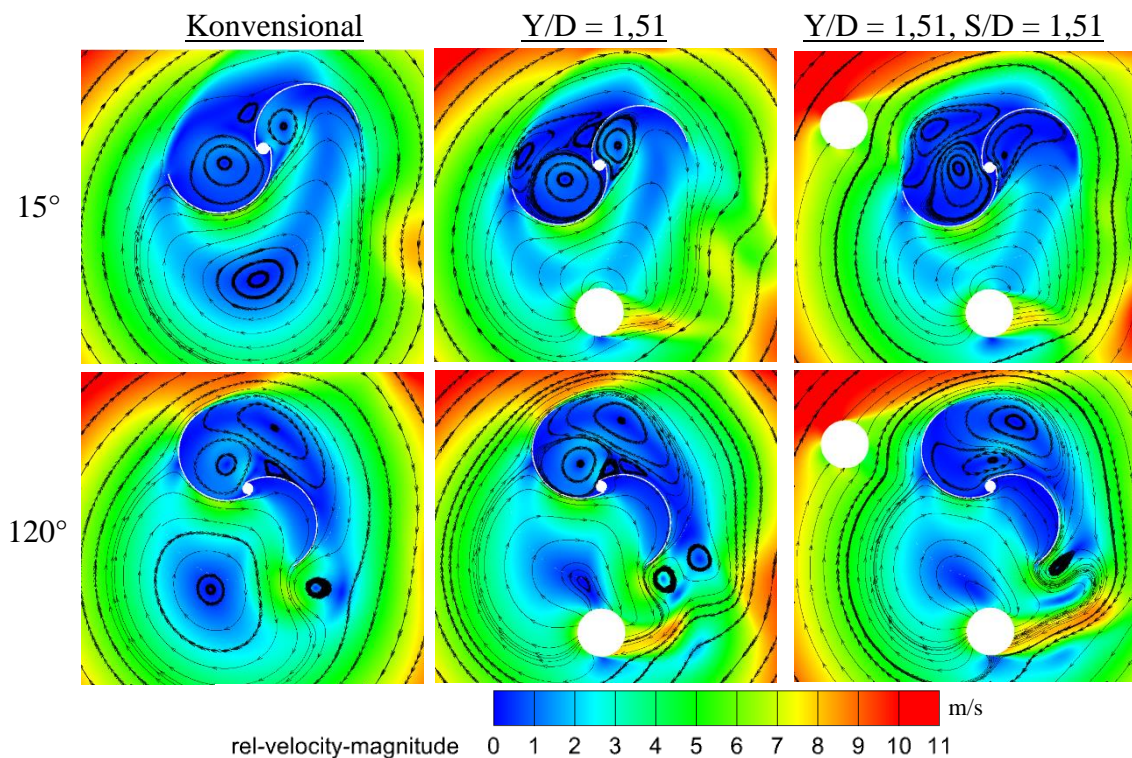 Konvensional Y/D = 1,51 Y/D = 1,51, S/D = 1,51
15°
120°
m/s
rel-velocity-magnitude 0 1 2 3 4 5 6 7 8 9 10 11